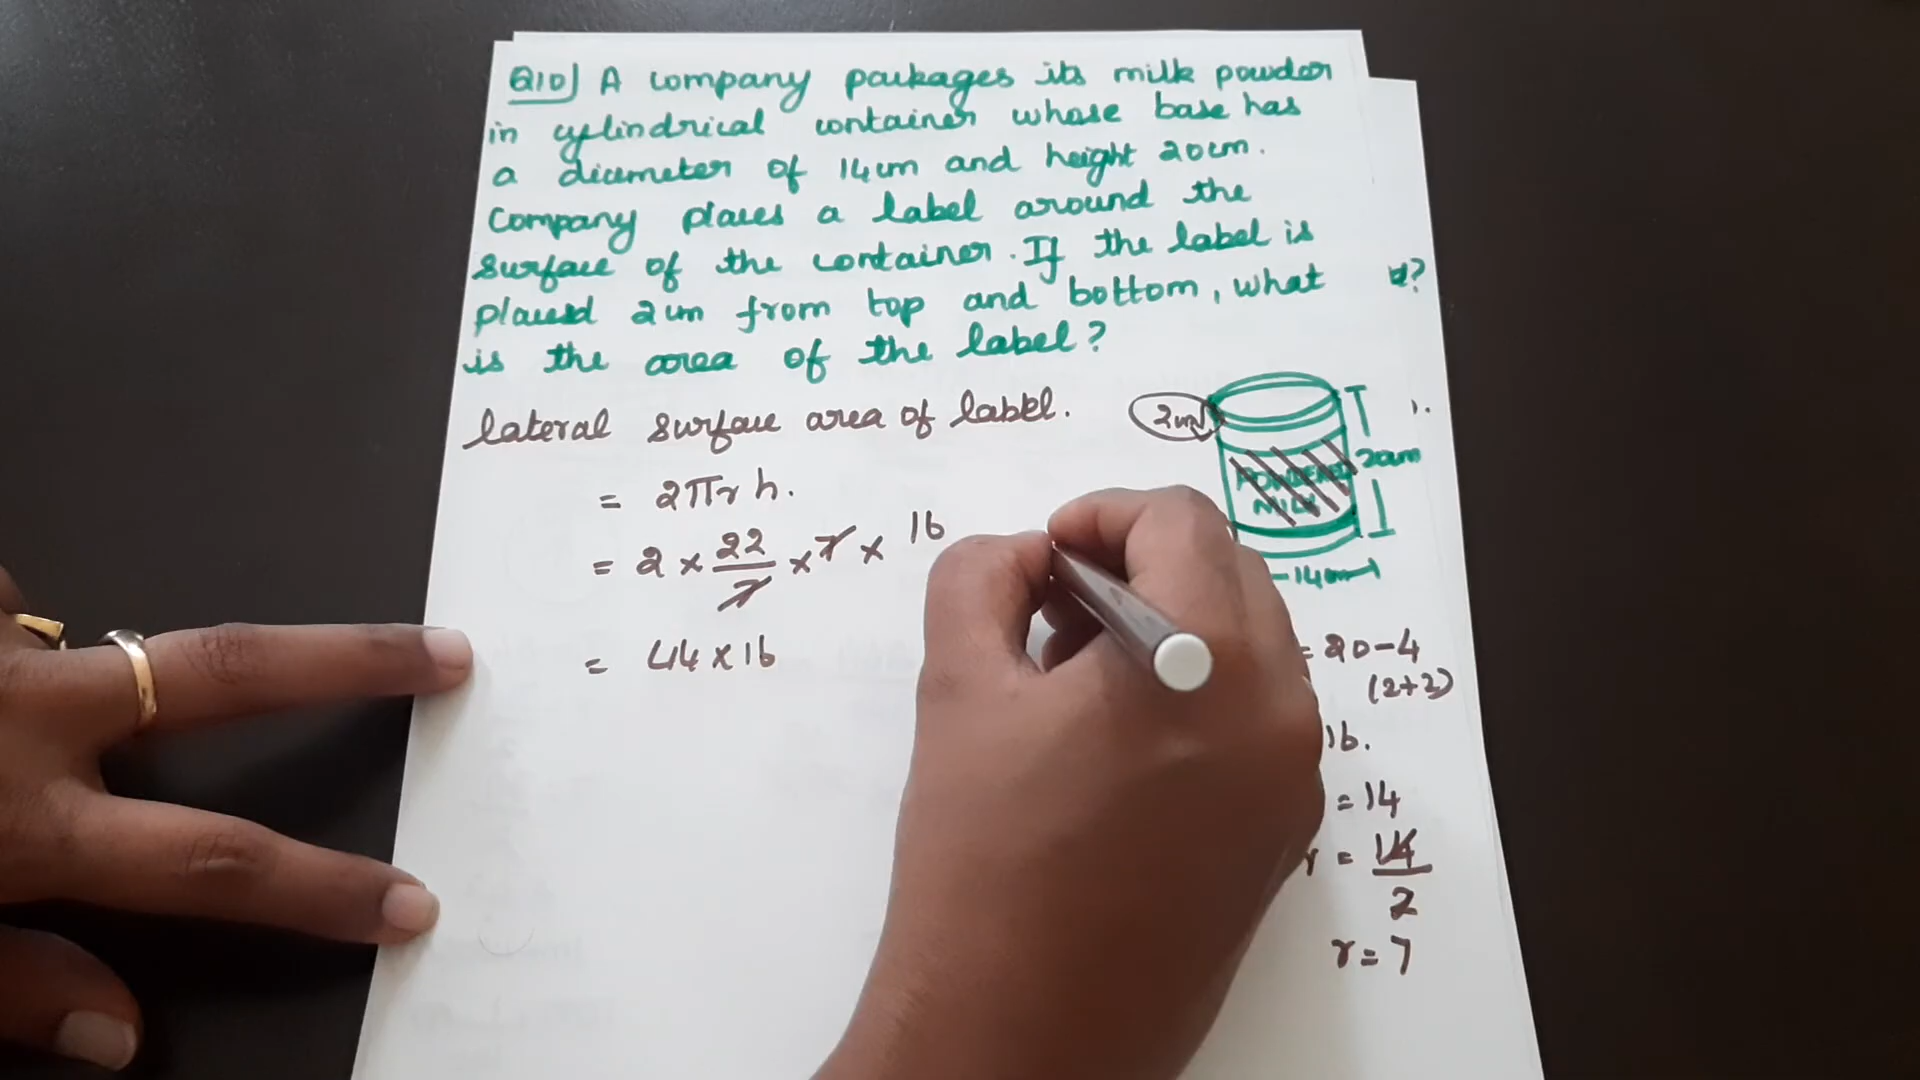 Q10) A company packages its milk powder
in cylindrical container whose base has
a diameter of 14cm and height 20cm.
Company places a label around the
surface of the container. If the label is
placed 2cm from top and bottom, what
is the area of the label?
?
lateral surface area of label.
= 2πrh.
= 2 × 22/7 × 7 × 16
= 44 × 16
2cm
20cm
POWDERED
MILK
14cm
= 20-4
(2+2)
16.
= 14
r = 14/2
r = 7